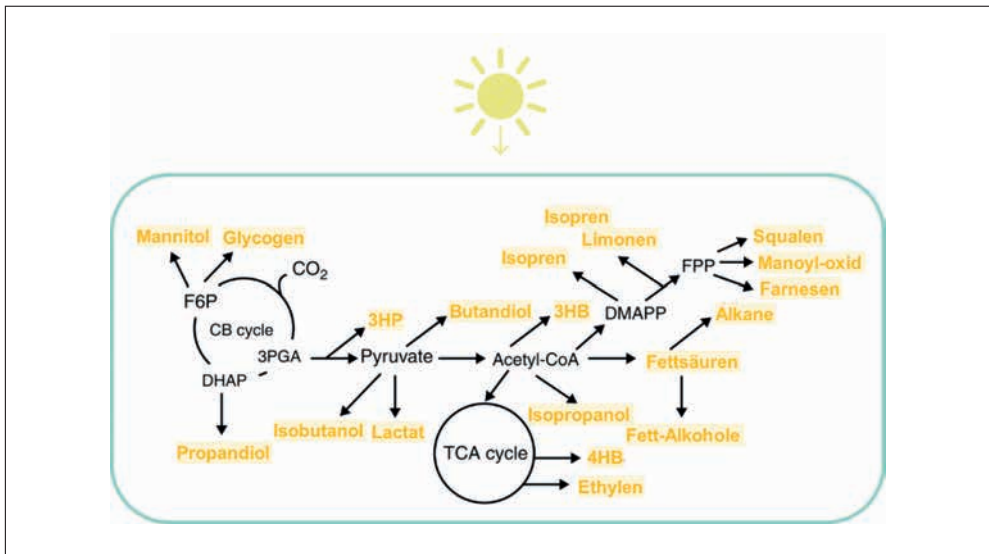 Isopren
Limonen
Isopren
Mannitol
Glycogen
Squalen
CO2
FPP
Manoyl-oxid
F6P
Farnesen
CB cycle
3HP
Butandiol
3HB
DMAPP
Alkane
3PGA
Pyruvate
Acetyl-CoA
Fettsäuren
DHAP
Isobutanol
Lactat
Isopropanol
Fett-Alkohole
Propandiol
TCA cycle
4HB
Ethylen